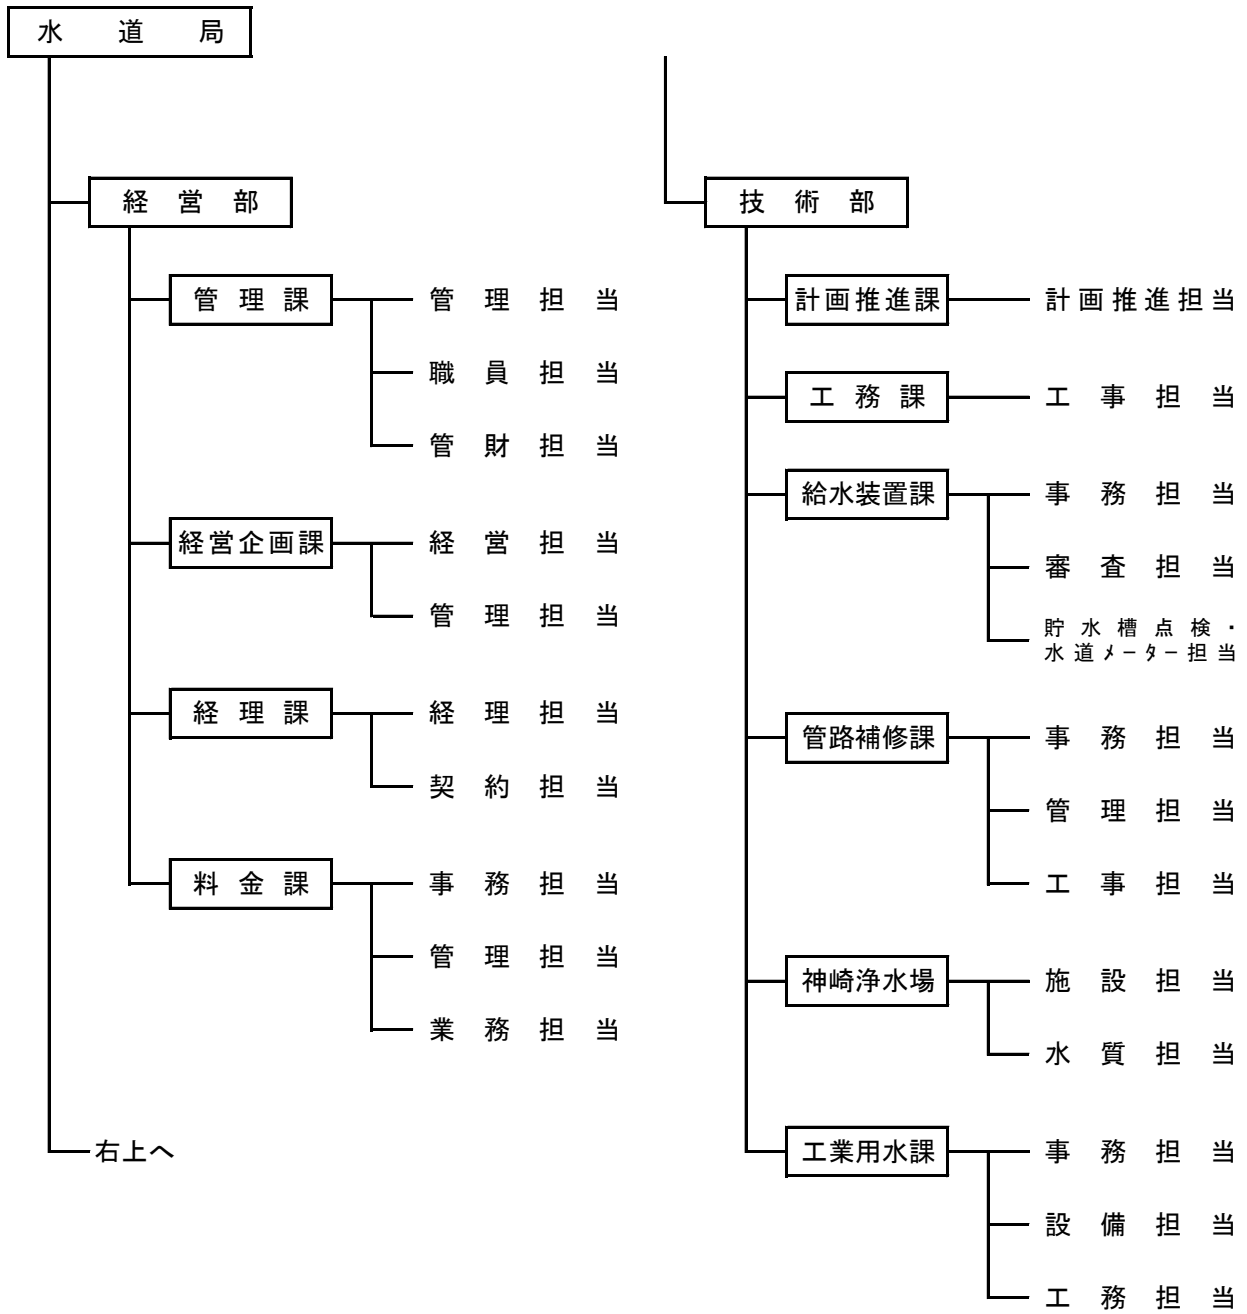 水道局
経営部
管理課
管理担当
職員担当
管財担当
経営企画課
経営担当
管理担当
経理課
経理担当
契約担当
料金課
事務担当
管理担当
業務担当
右上へ
技術部
計画推進課
計画推進担当
工務課
工事担当
給水装置課
事務担当
審査担当
貯水槽点検・
水道ﾒｰﾀｰ担当
管路補修課
事務担当
管理担当
工事担当
神崎浄水場
施設担当
水質担当
工業用水課
事務担当
設備担当
工務担当